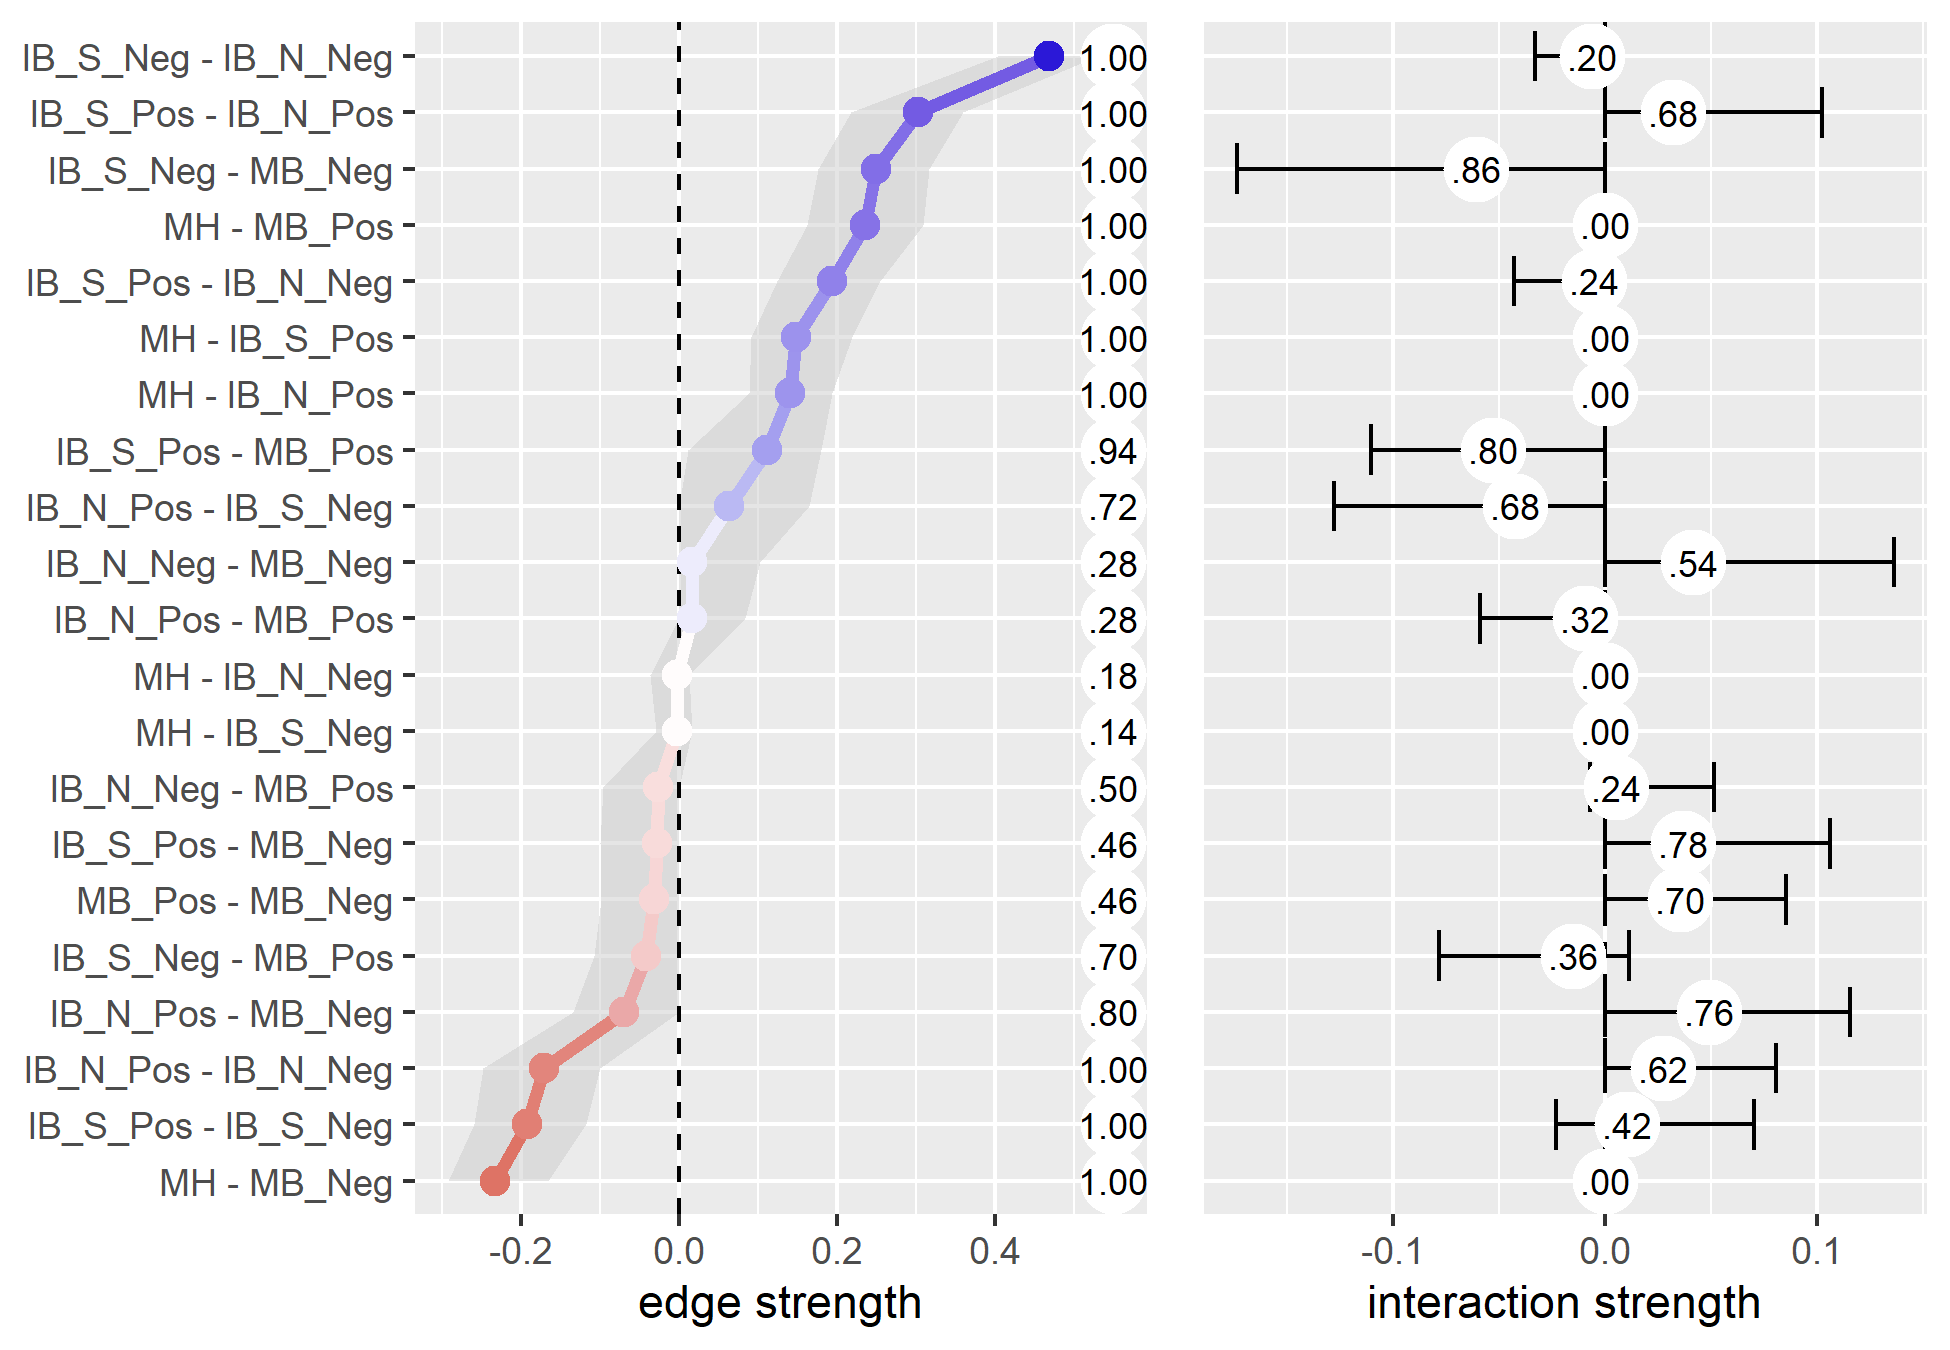 IB_S_Neg - IB_N_Neg 1.00 .20
IB_S_Pos - IB_N_Pos 1.00 .68
IB_S_Neg - MB_Neg 1.00 .86
MH - MB_Pos 1.00 .00
IB_S_Pos - IB_N_Neg 1.00 .24
MH - IB_S_Pos 1.00 .00
MH - IB_N_Pos 1.00 .00
IB_S_Pos - MB_Pos .94 .80
IB_N_Pos - IB_S_Neg .72 .68
IB_N_Neg - MB_Neg .28 .54
IB_N_Pos - MB_Pos .28 .32
MH - IB_N_Neg .18 .00
MH - IB_S_Neg .14 .00
IB_N_Neg - MB_Pos .50 .24
IB_S_Pos - MB_Neg .46 .78
MB_Pos - MB_Neg .46 .70
IB_S_Neg - MB_Pos .70 .36
IB_N_Pos - MB_Neg .80 .76
IB_N_Pos - IB_N_Neg 1.00 .62
IB_S_Pos - IB_S_Neg 1.00 .42
MH - MB_Neg 1.00 .00
-0.2 0.0 0.2 0.4 -0.1 0.0 0.1
edge strength interaction strength